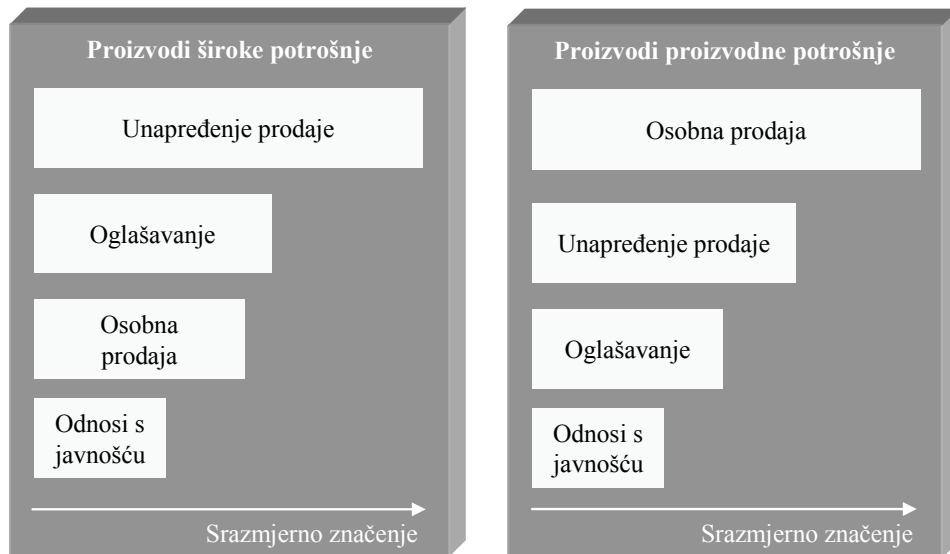 Proizvodi široke potrošnje
Unapređenje prodaje
Oglašavanje
Osobna
prodaja
Odnosi s
javnošću
Srazmjerno značenje
Proizvodi proizvodne potrošnje
Osobna prodaja
Unapređenje prodaje
Oglašavanje
Odnosi s
javnošću
Srazmjerno značenje